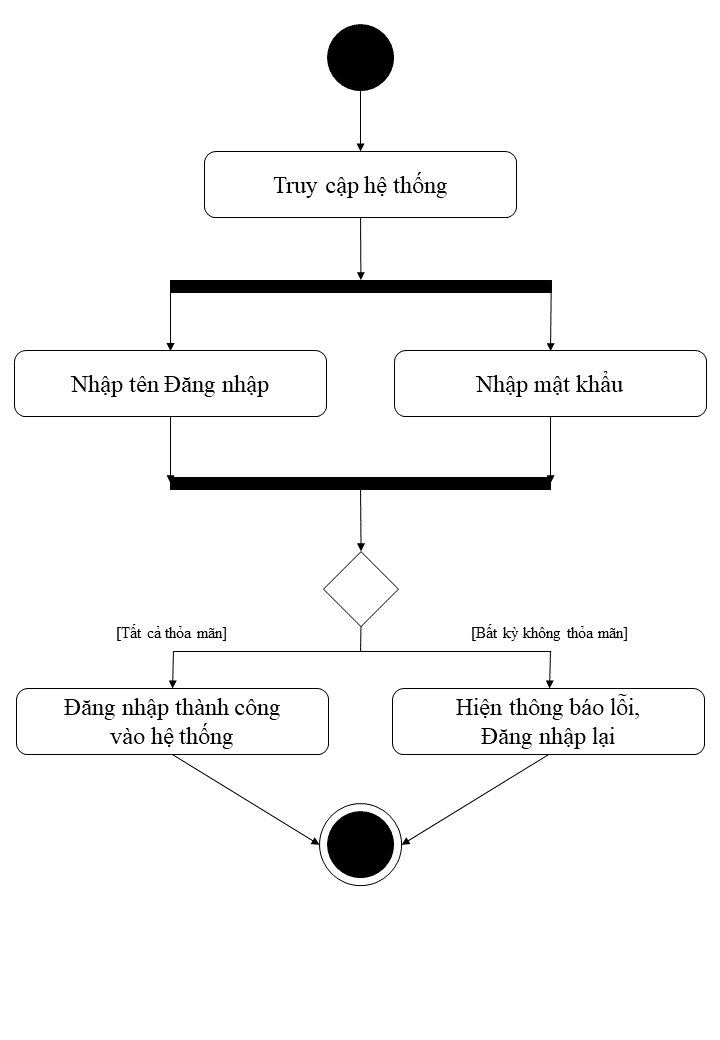 Truy cập hệ thống
Nhập tên Đăng nhập
Nhập mật khẩu
[Tất cả thỏa mãn]
[Bất kỳ không thỏa mãn]
Đăng nhập thành công
vào hệ thống
Hiện thông báo lỗi,
Đăng nhập lại